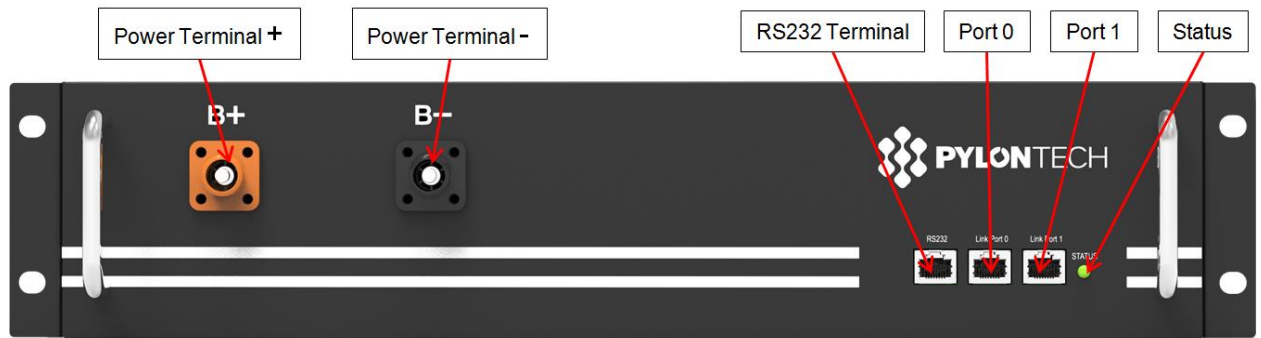 Power Terminal +
Power Terminal -
RS232 Terminal
Port 0
Port 1
Status
B+
B-
PYLONTECH
RS232
Link Port 0
Link Port 1
STATUS